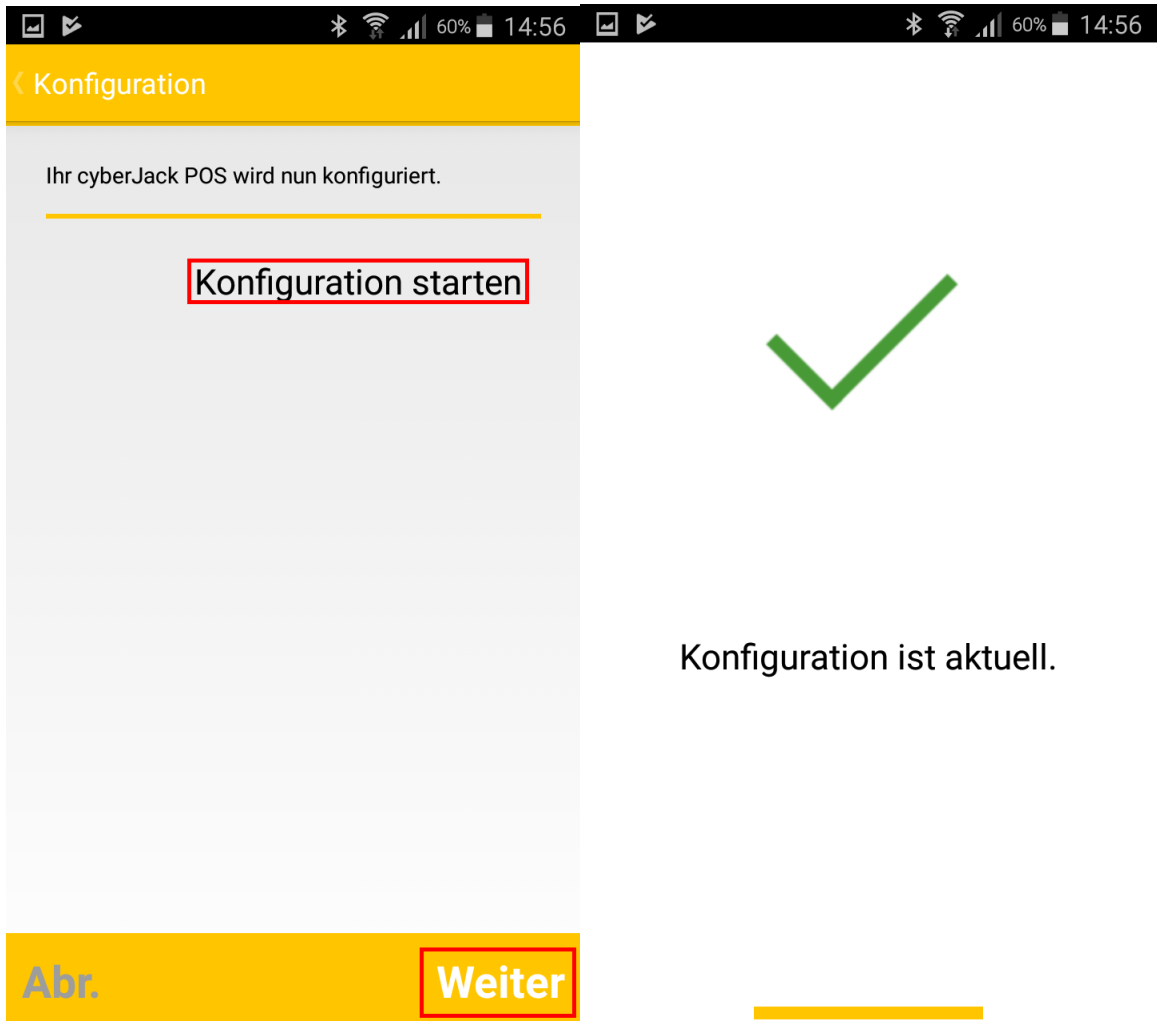 60% 14:56
Konfiguration
Ihr cyberJack POS wird nun konfiguriert.
Konfiguration starten
Abr. Weiter
60% 14:56
Konfiguration ist aktuell.